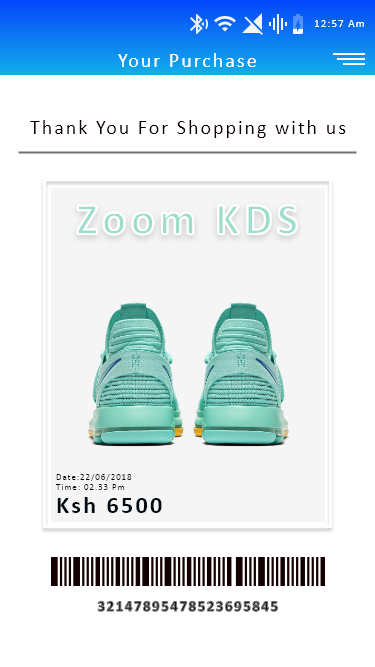 12:57 Am
Your Purchase
Thank You For Shopping with us
Zoom KDS
Date:22/06/2018
Time: 02.33 Pm
Ksh 6500
32147895478523695845